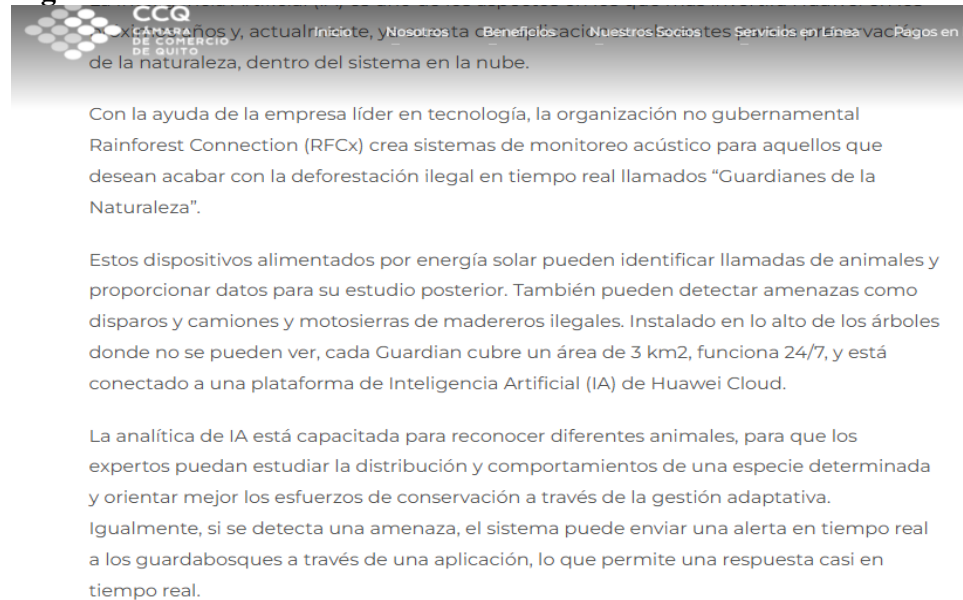 CCQ
CÁMARA
DE COMERCIO
DE QUITO
Inicio Nosotros Beneficios Nuestros Socios Servicios en Línea Pagos en
de la naturaleza, dentro del sistema en la nube.
Con la ayuda de la empresa líder en tecnología, la organización no gubernamental
Rainforest Connection (RFCx) crea sistemas de monitoreo acústico para aquellos que
desean acabar con la deforestación ilegal en tiempo real llamados “Guardianes de la
Naturaleza”.
Estos dispositivos alimentados por energía solar pueden identificar llamadas de animales y
proporcionar datos para su estudio posterior. También pueden detectar amenazas como
disparos y camiones y motosierras de madereros ilegales. Instalado en lo alto de los árboles
donde no se pueden ver, cada Guardian cubre un área de 3 km2, funciona 24/7, y está
conectado a una plataforma de Inteligencia Artificial (IA) de Huawei Cloud.
La analítica de IA está capacitada para reconocer diferentes animales, para que los
expertos puedan estudiar la distribución y comportamientos de una especie determinada
y orientar mejor los esfuerzos de conservación a través de la gestión adaptativa.
Igualmente, si se detecta una amenaza, el sistema puede enviar una alerta en tiempo real
a los guardabosques a través de una aplicación, lo que permite una respuesta casi en
tiempo real.